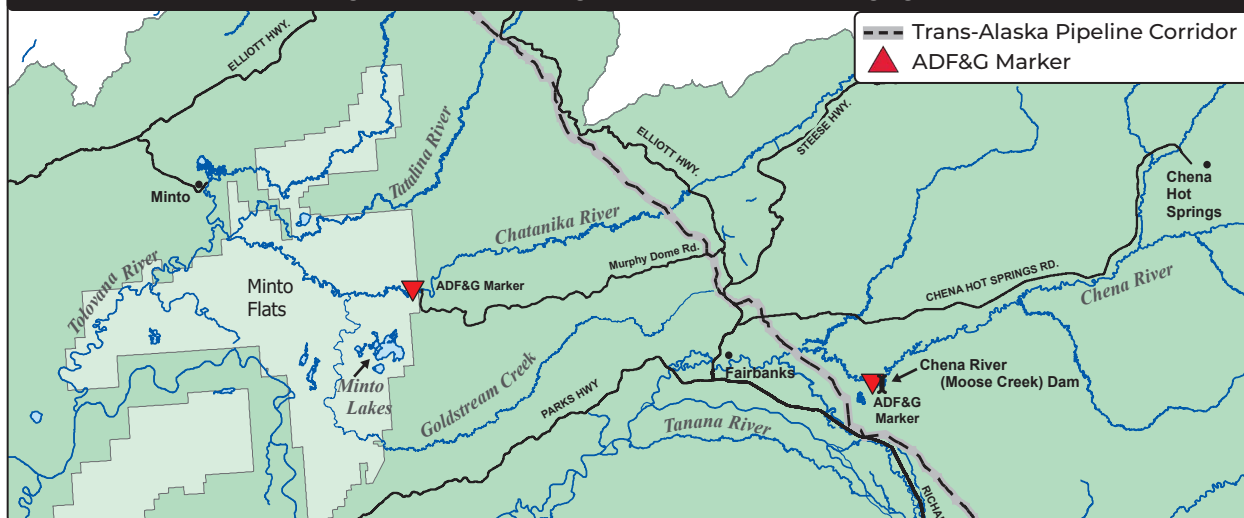 Trans-Alaska Pipeline Corridor
ADF&G Marker
ELLIOTT HWY.
ELLIOTT HWY.
STEESE HWY.
Tatalina River
Minto
Chena
Hot
Springs
Chatanika River
Murphy Dome Rd.
Tolovana River
Minto
Flats
ADF&G Marker
CHENA HOT SPRINGS RD.
Chena River
Minto
Lakes
Goldstream Creek
PARKS HWY
Fairbanks
Chena River
(Moose Creek) Dam
ADF&G
Marker
Tanana River